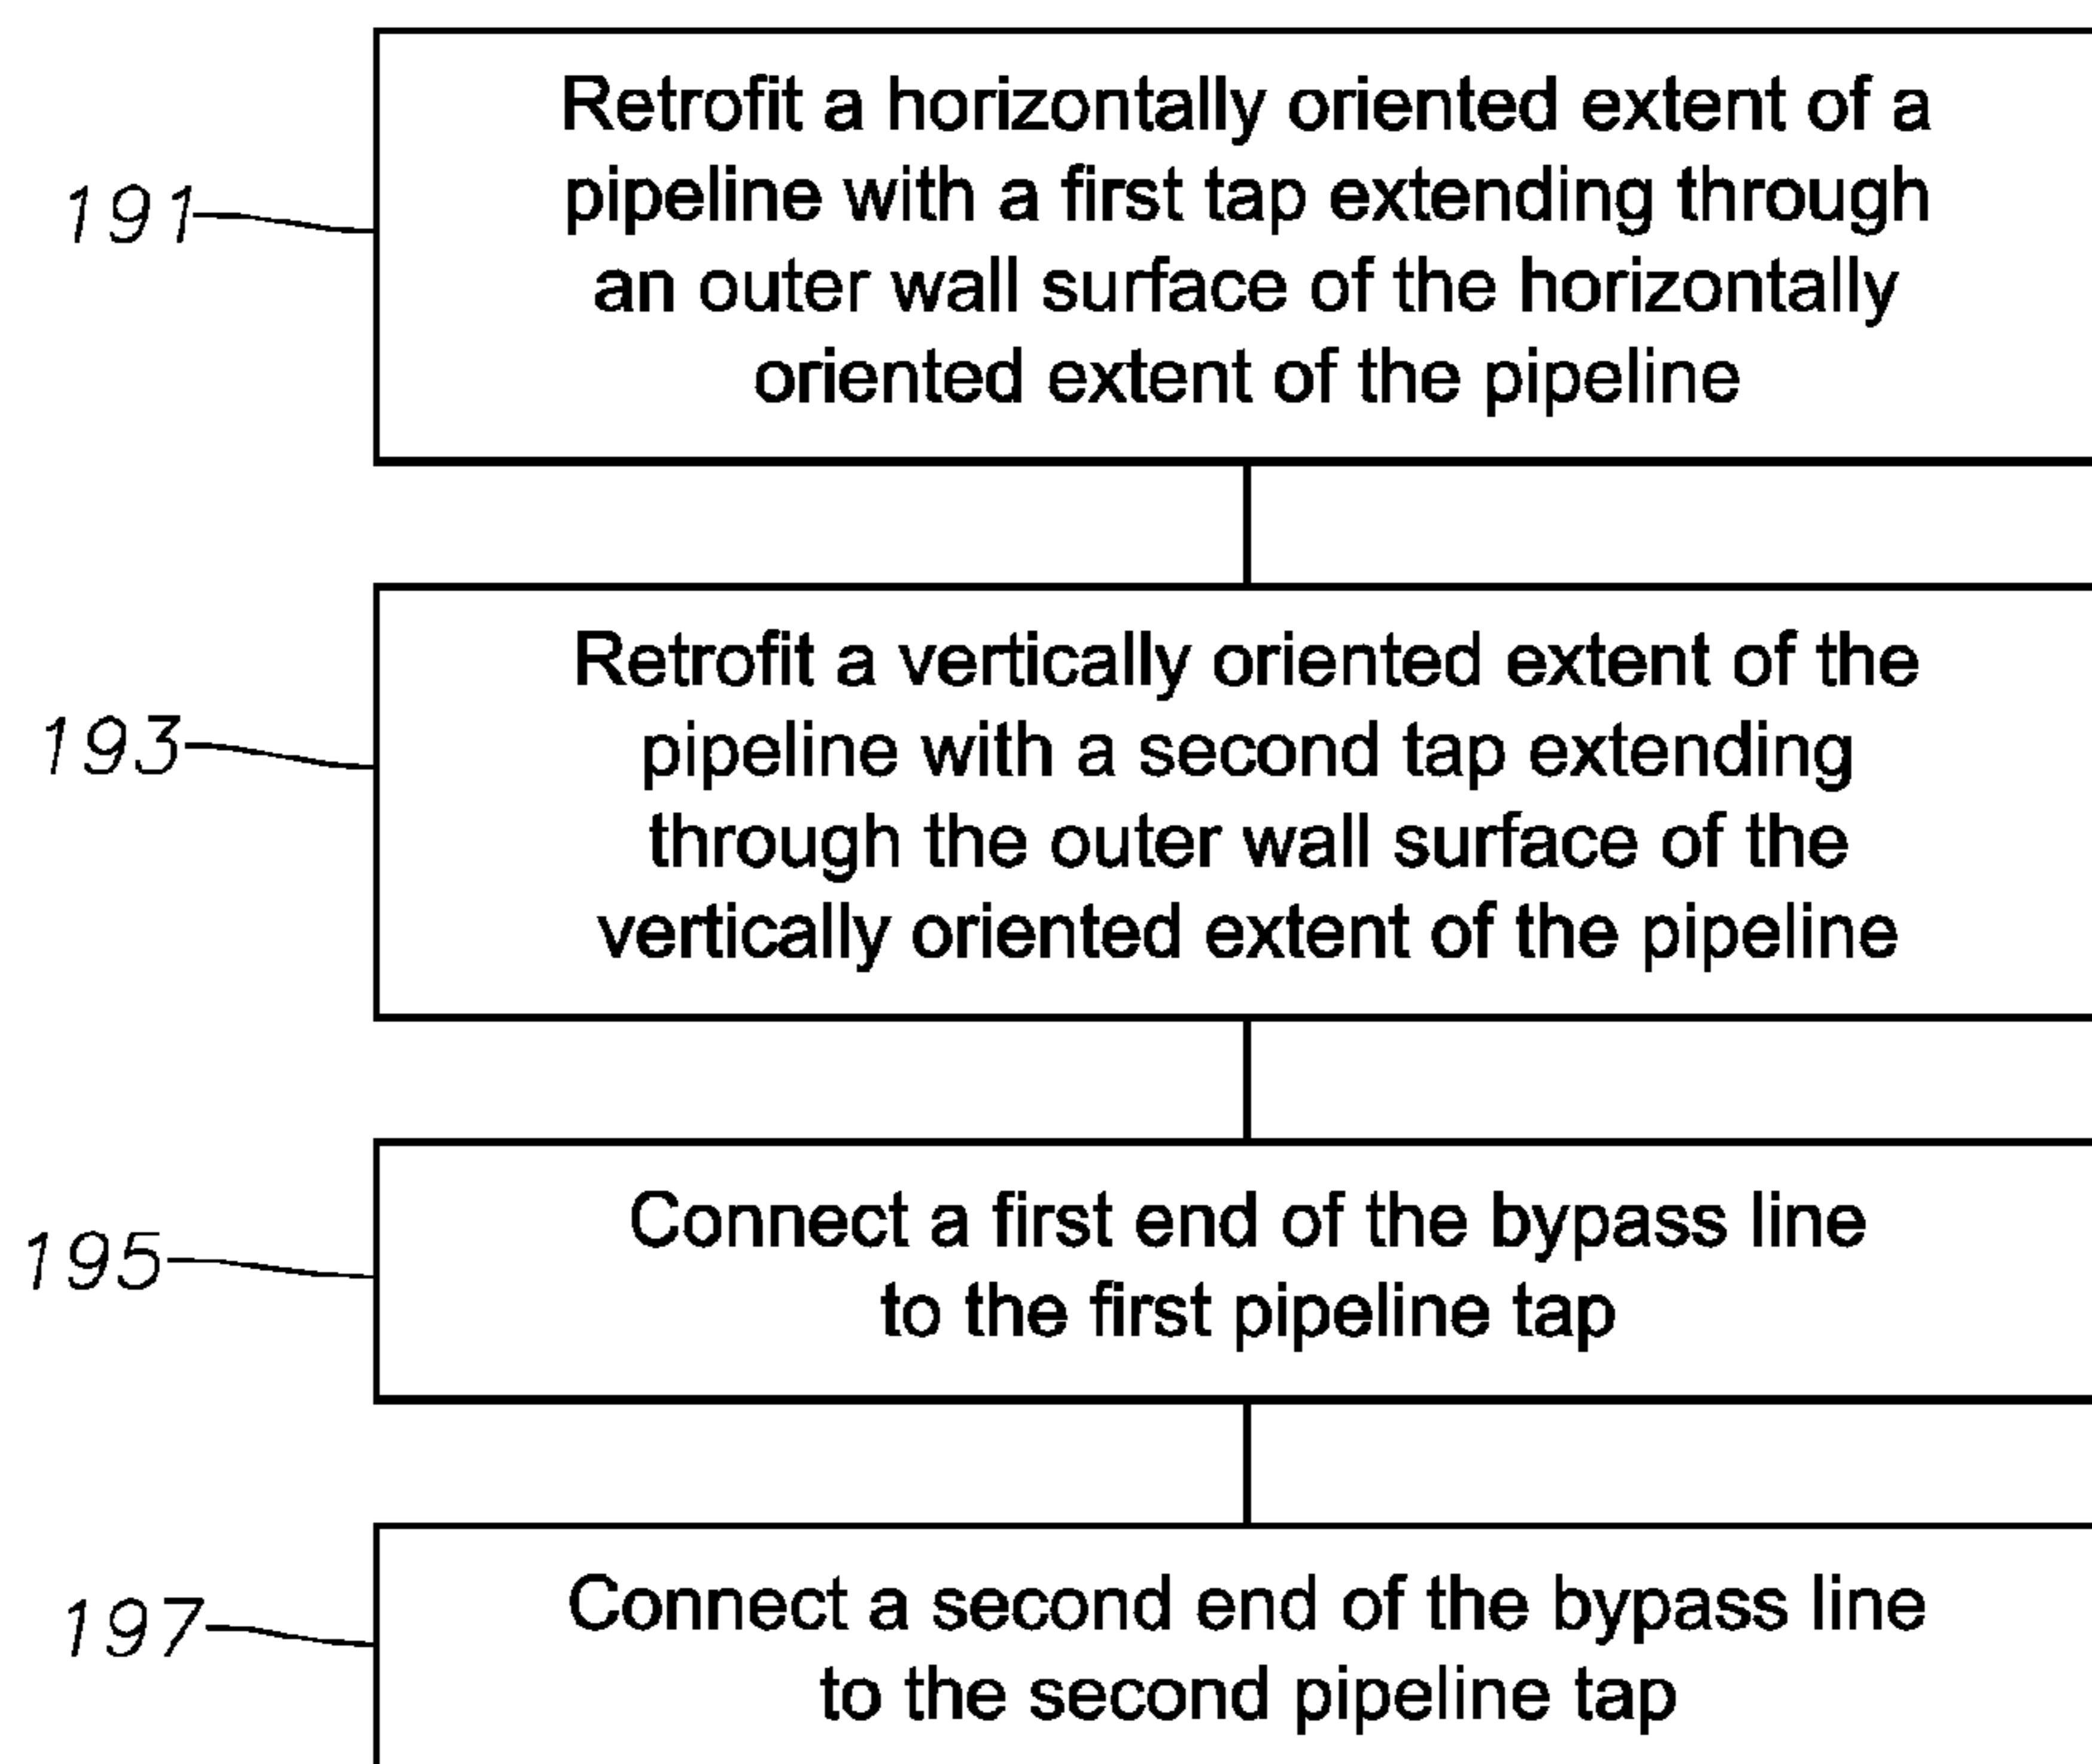 191
Retrofit a horizontally oriented extent of a
pipeline with a first tap extending through
an outer wall surface of the horizontally
oriented extent of the pipeline
193
Retrofit a vertically oriented extent of the
pipeline with a second tap extending
through the outer wall surface of the
vertically oriented extent of the pipeline
195
Connect a first end of the bypass line
to the first pipeline tap
197
Connect a second end of the bypass line
to the second pipeline tap